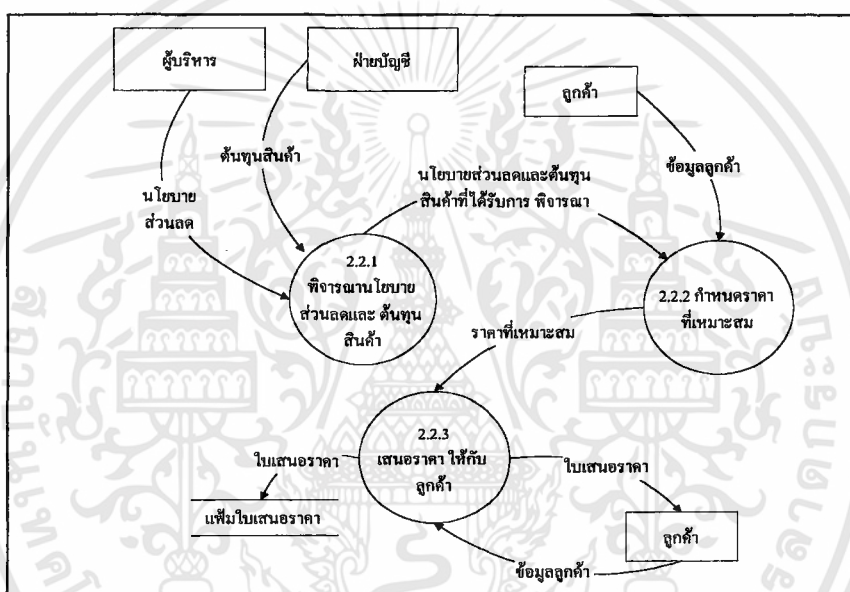 ผู้บริหาร
ฝ่ายบัญชี
ลูกค้า
ต้นทุนสินค้า
นโยบาย
ส่วนลด
นโยบายส่วนลดและต้นทุน
สินค้าที่ได้รับการ พิจารณา
ข้อมูลลูกค้า
2.2.1
พิจารณานโยบาย
ส่วนลดและ ต้นทุน
สินค้า
2.2.2 กำหนดราคา
ที่เหมาะสม
ราคาที่เหมาะสม
2.2.3
เสนอราคา ให้กับ
ลูกค้า
ใบเสนอราคา
ใบเสนอราคา
แฟ้มใบเสนอราคา
ลูกค้า
ข้อมูลลูกค้า